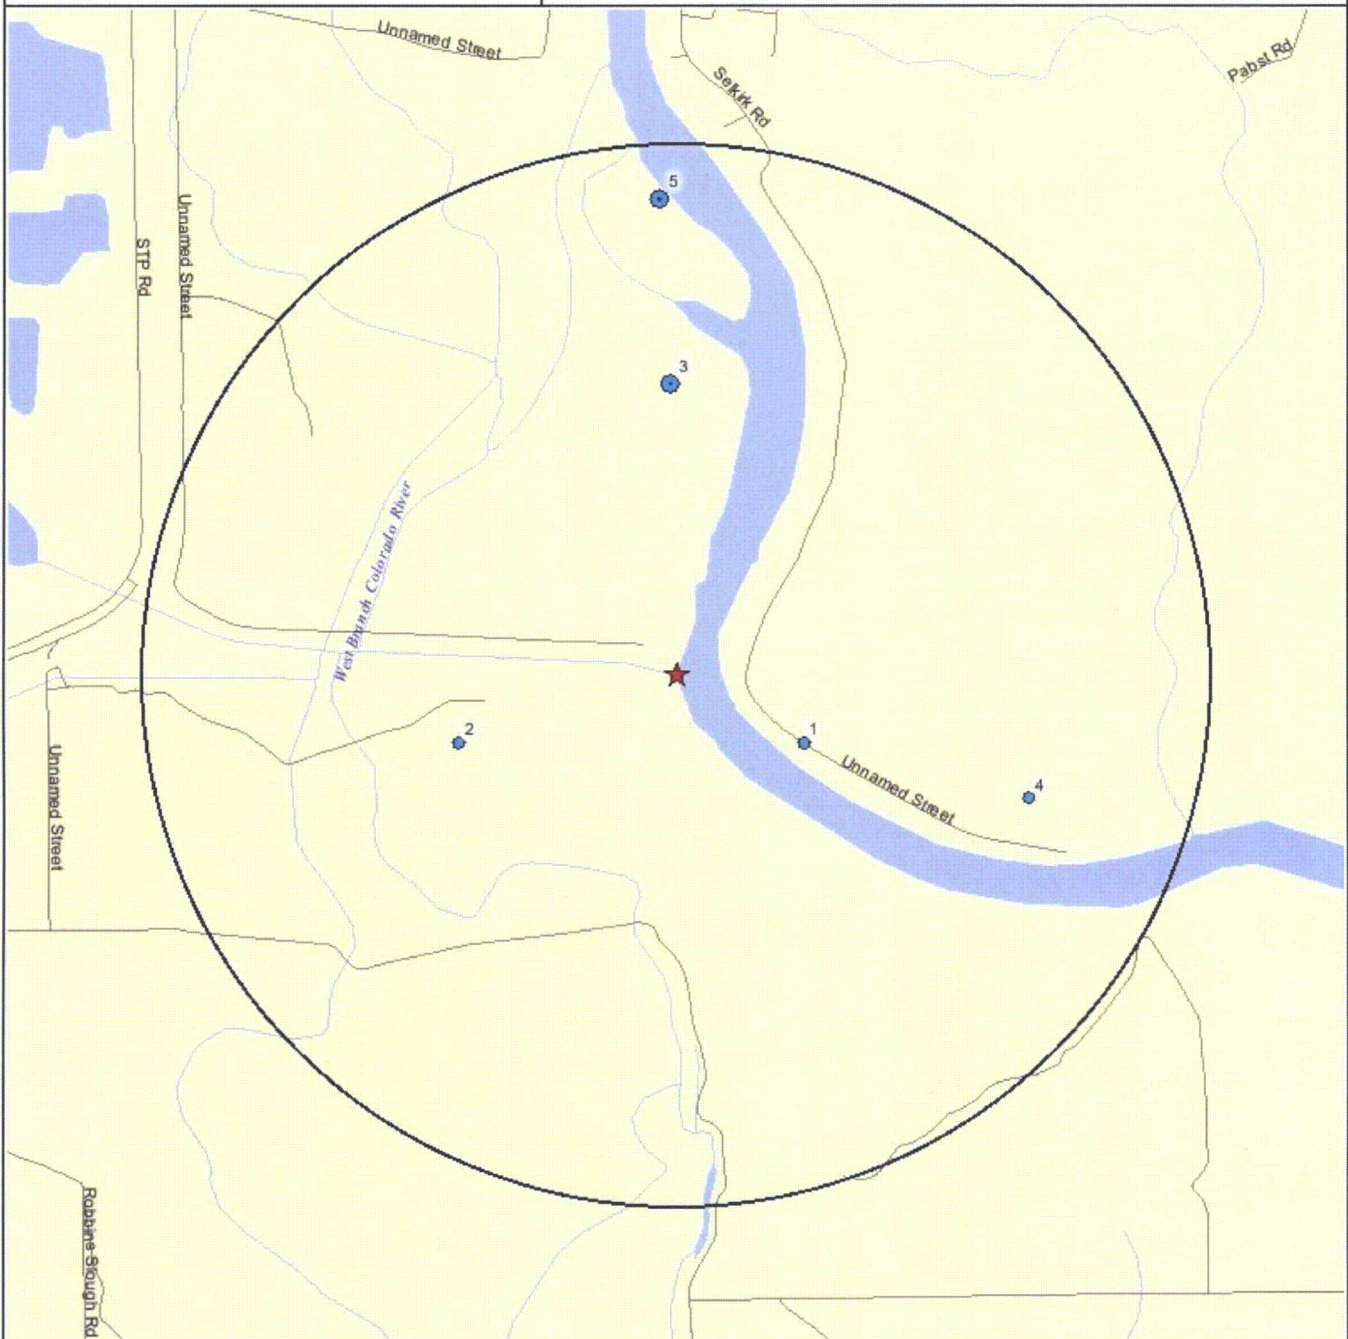 Unnamed Street
Pabst Rd
Selkirk Rd
5
Unnamed Street
STP Rd
3
West Branch Colorado River
2
1
Unnamed Street
4
Unnamed Street
Robbins Slough Rd